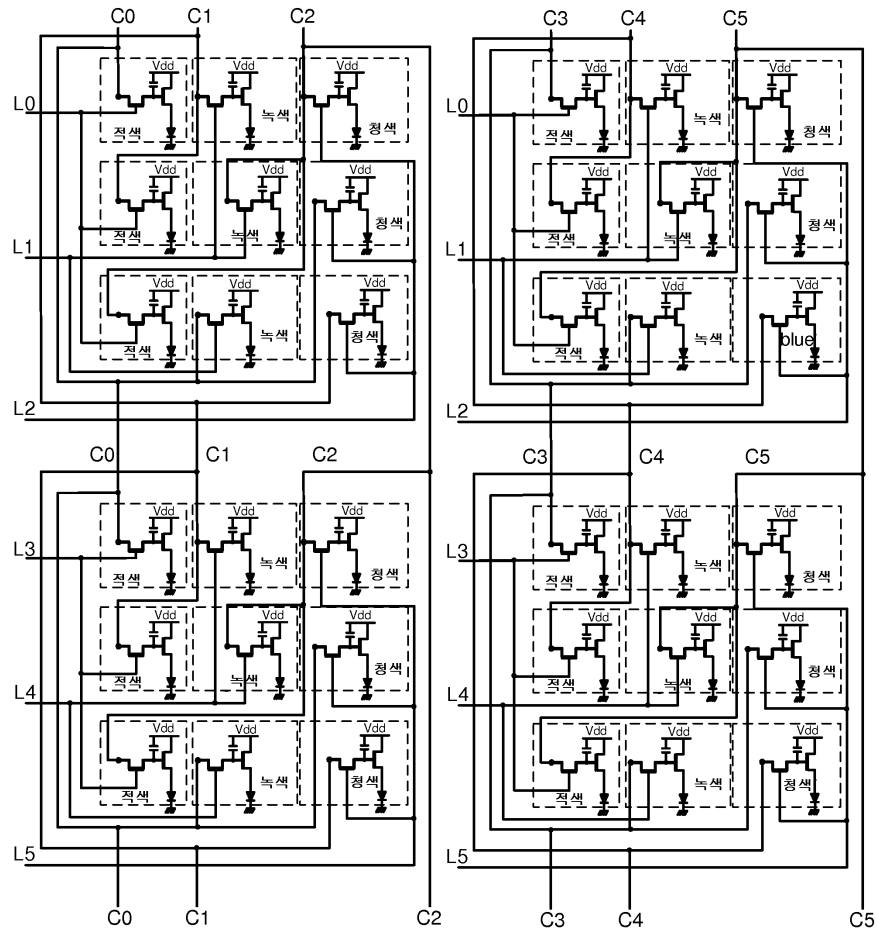 C0 C1 C2 C3 C4 C5
Vdd Vdd Vdd Vdd Vdd Vdd
L0 적색 녹색 청색 L0 적색 녹색 청색
Vdd Vdd Vdd Vdd Vdd Vdd
L1 적색 녹색 청색 L1 적색 녹색 청색
Vdd Vdd Vdd Vdd Vdd Vdd
적색 녹색 청색 적색 녹색 blue
L2 L2
C0 C1 C2 C3 C4 C5
Vdd Vdd Vdd Vdd Vdd Vdd
L3 적색 녹색 청색 L3 적색 녹색 청색
Vdd Vdd Vdd Vdd Vdd Vdd
L4 적색 녹색 청색 L4 적색 녹색 청색
Vdd Vdd Vdd Vdd Vdd Vdd
적색 녹색 청색 적색 녹색 청색
L5 L5
C0 C1 C2 C3 C4 C5